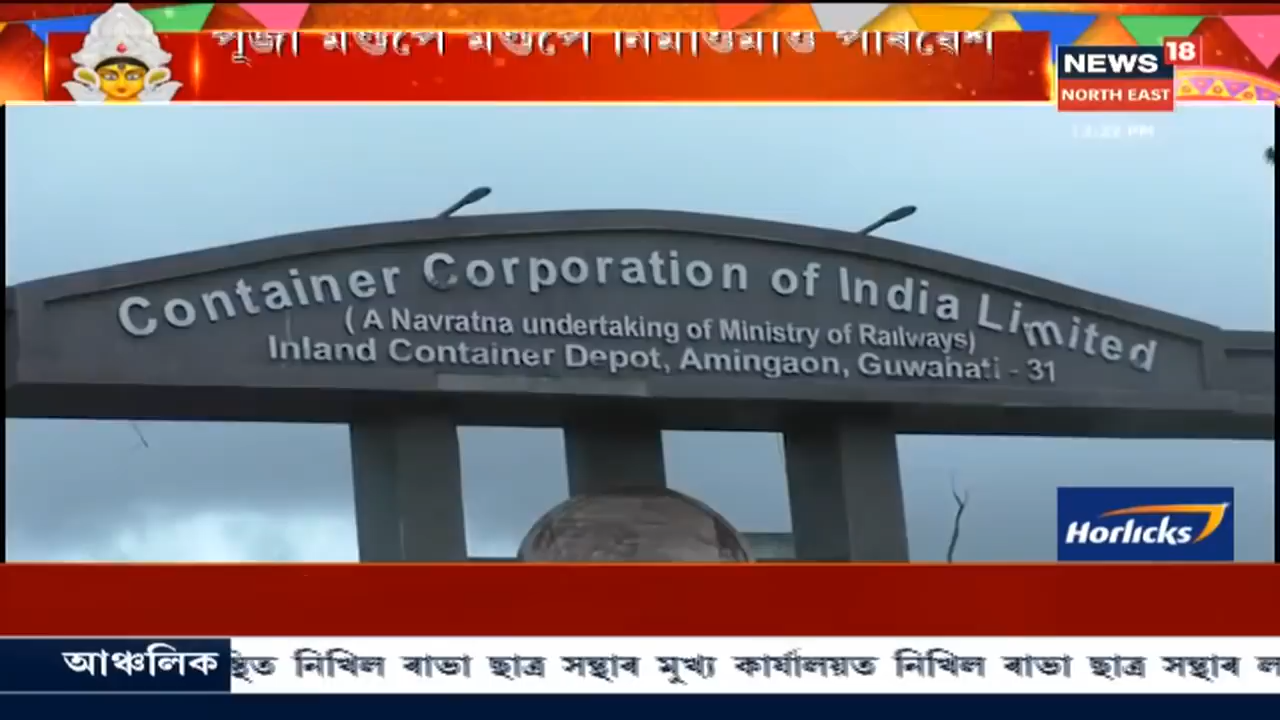 NEWS 18
NORTH EAST
Container Corporation of India Limited
( A Navratna undertaking of Ministry of Railways)
Inland Container Depot, Amingaon, Guwahati - 31
Horlicks
আঞ্চলিক
নিখিল ৰাভা ছাত্ৰ সন্থাৰ মুখ্য কাৰ্যালয়ত নিখিল ৰাভা ছাত্ৰ সন্থাৰ